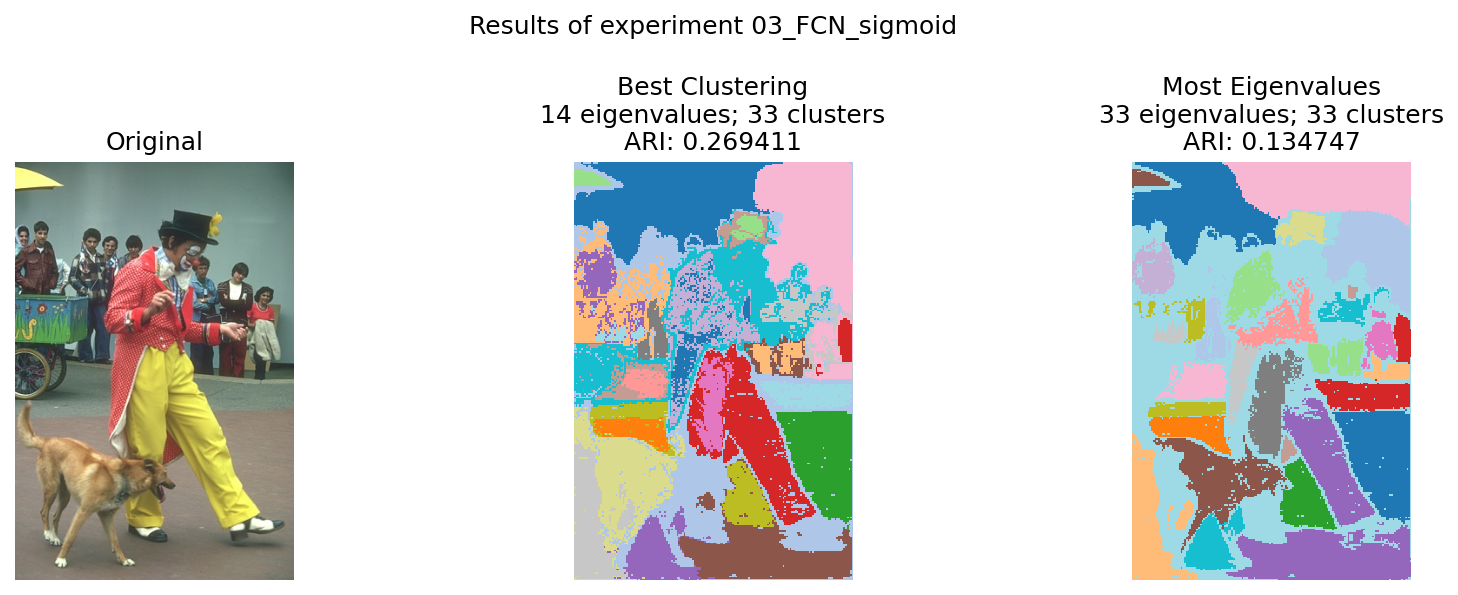 Results of experiment 03_FCN_sigmoid
Original
Best Clustering
14 eigenvalues; 33 clusters
ARI: 0.269411
Most Eigenvalues
33 eigenvalues; 33 clusters
ARI: 0.134747